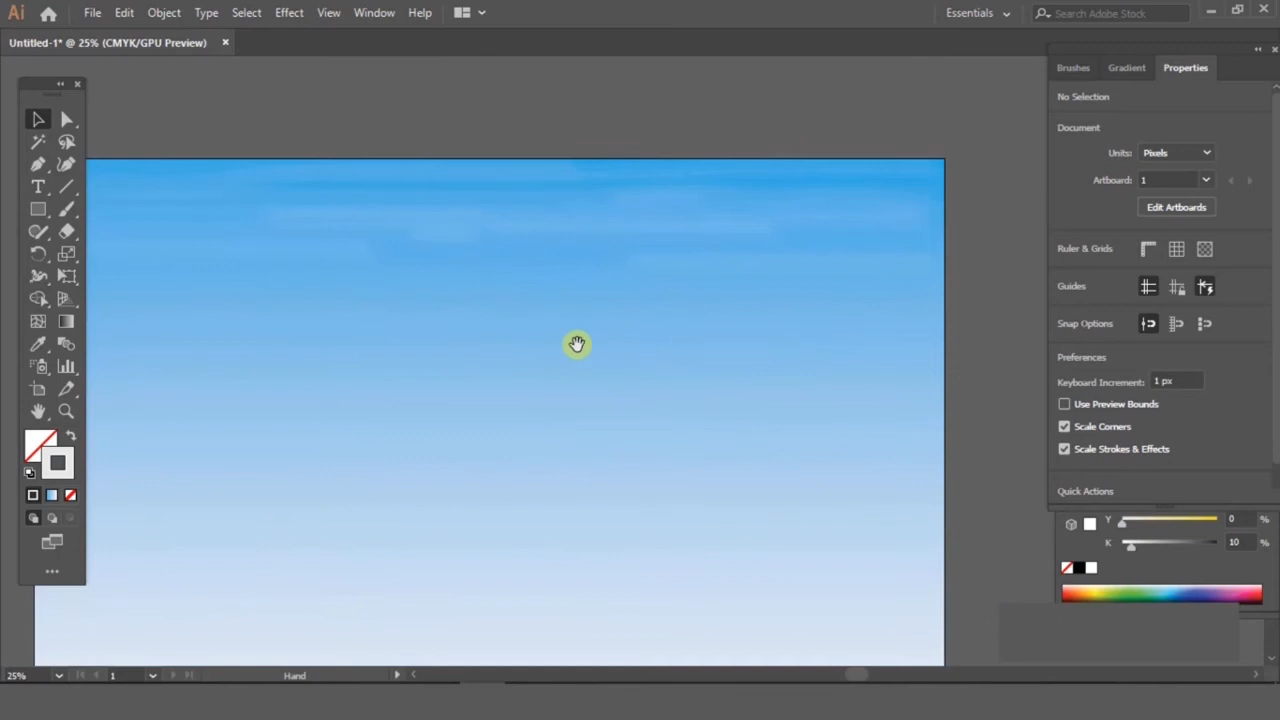 Ai File Edit Object Type Select Effect View Window Help Essentials Search Adobe Stock
Untitled-1* @ 25% (CMYK/GPU Preview)
Brushes Gradient Properties
No Selection
Document
Units: Pixels
Artboard: 1
Edit Artboards
Ruler & Grids
Guides
Snap Options
Preferences
Keyboard Increment: 1 px
Use Preview Bounds
Scale Corners
Scale Strokes & Effects
Quick Actions
Y 0 %
K 10 %
25% 1 Hand